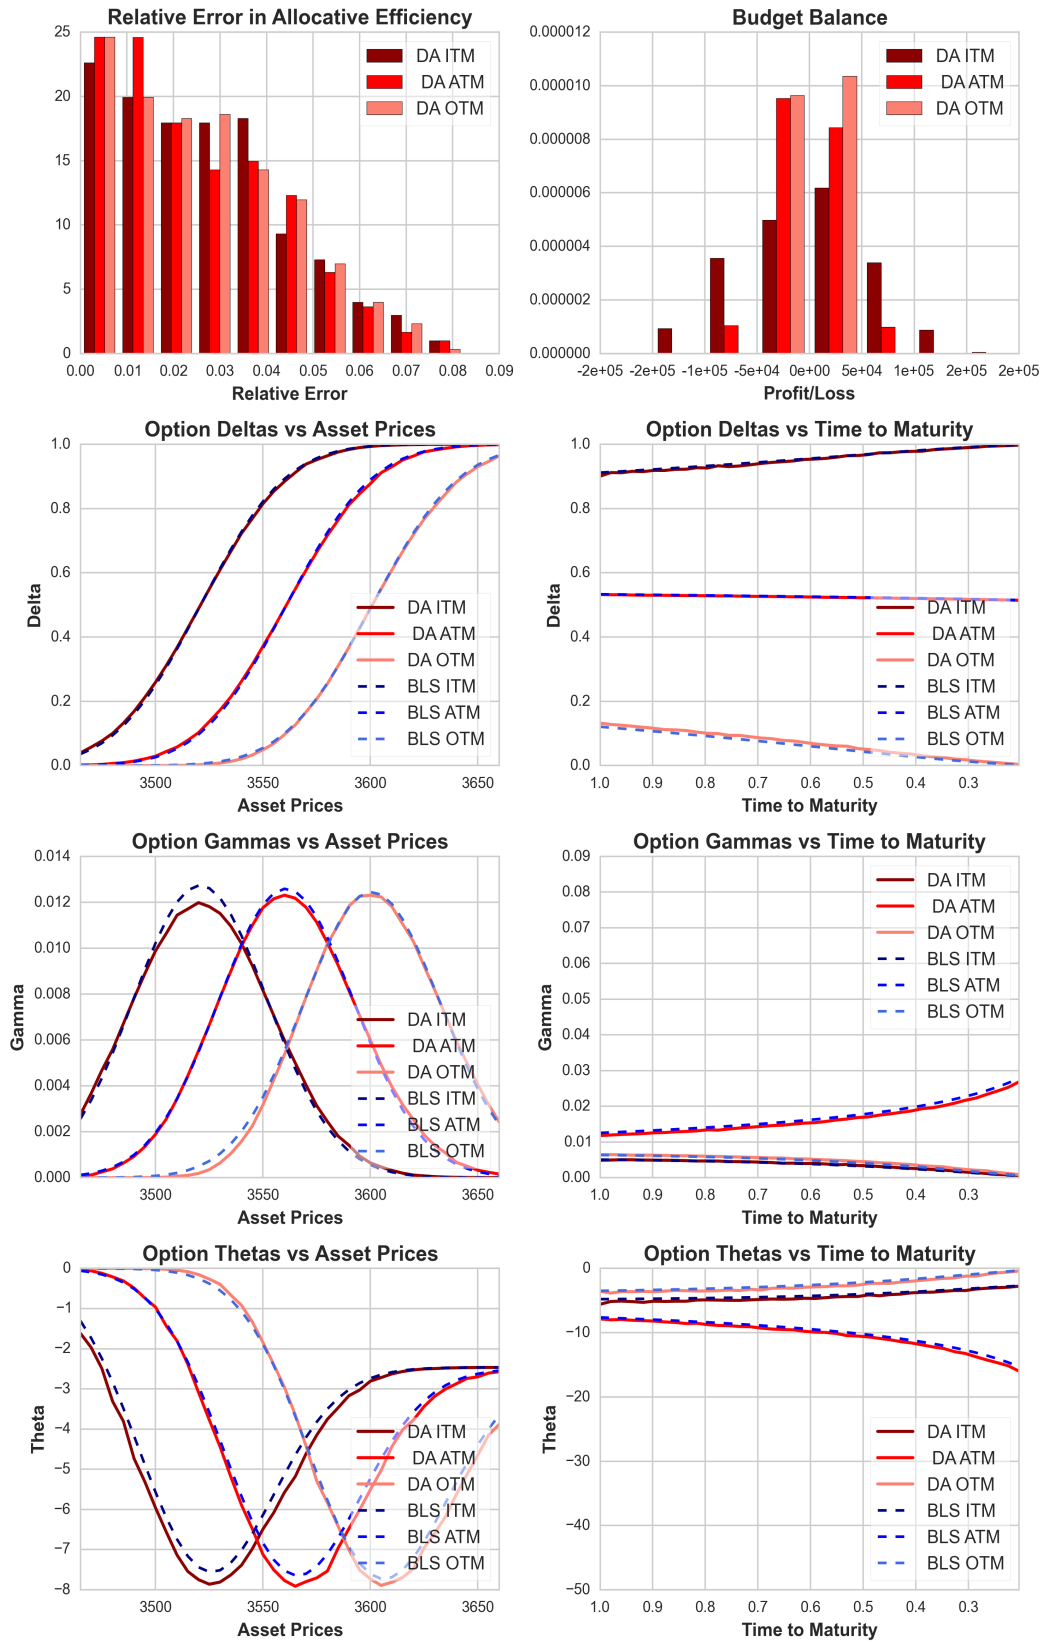 Relative Error in Allocative Efficiency
25
20
15
10
5
0
0.00 0.01 0.02 0.03 0.04 0.05 0.06 0.07 0.08 0.09
Relative Error
DA ITM
DA ATM
DA OTM
Budget Balance
0.000012
0.000010
0.000008
0.000006
0.000004
0.000002
0.000000
-2e+05 -2e+05 -1e+05 -5e+04 0e+00 5e+04 1e+05 2e+05 2e+05
Profit/Loss
DA ITM
DA ATM
DA OTM
Option Deltas vs Asset Prices
Delta
1.0
0.8
0.6
0.4
0.2
0.0
3500 3550 3600 3650
Asset Prices
DA ITM
DA ATM
DA OTM
BLS ITM
BLS ATM
BLS OTM
Option Deltas vs Time to Maturity
Delta
1.0
0.8
0.6
0.4
0.2
0.0
1.0 0.9 0.8 0.7 0.6 0.5 0.4 0.3
Time to Maturity
DA ITM
DA ATM
DA OTM
BLS ITM
BLS ATM
BLS OTM
Option Gammas vs Asset Prices
Gamma
0.014
0.012
0.010
0.008
0.006
0.004
0.002
0.000
3500 3550 3600 3650
Asset Prices
DA ITM
DA ATM
DA OTM
BLS ITM
BLS ATM
BLS OTM
Option Gammas vs Time to Maturity
Gamma
0.09
0.08
0.07
0.06
0.05
0.04
0.03
0.02
0.01
0.00
1.0 0.9 0.8 0.7 0.6 0.5 0.4 0.3
Time to Maturity
DA ITM
DA ATM
DA OTM
BLS ITM
BLS ATM
BLS OTM
Option Thetas vs Asset Prices
Theta
0
−1
−2
−3
−4
−5
−6
−7
−8
3500 3550 3600 3650
Asset Prices
DA ITM
DA ATM
DA OTM
BLS ITM
BLS ATM
BLS OTM
Option Thetas vs Time to Maturity
Theta
0
−10
−20
−30
−40
−50
1.0 0.9 0.8 0.7 0.6 0.5 0.4 0.3
Time to Maturity
DA ITM
DA ATM
DA OTM
BLS ITM
BLS ATM
BLS OTM